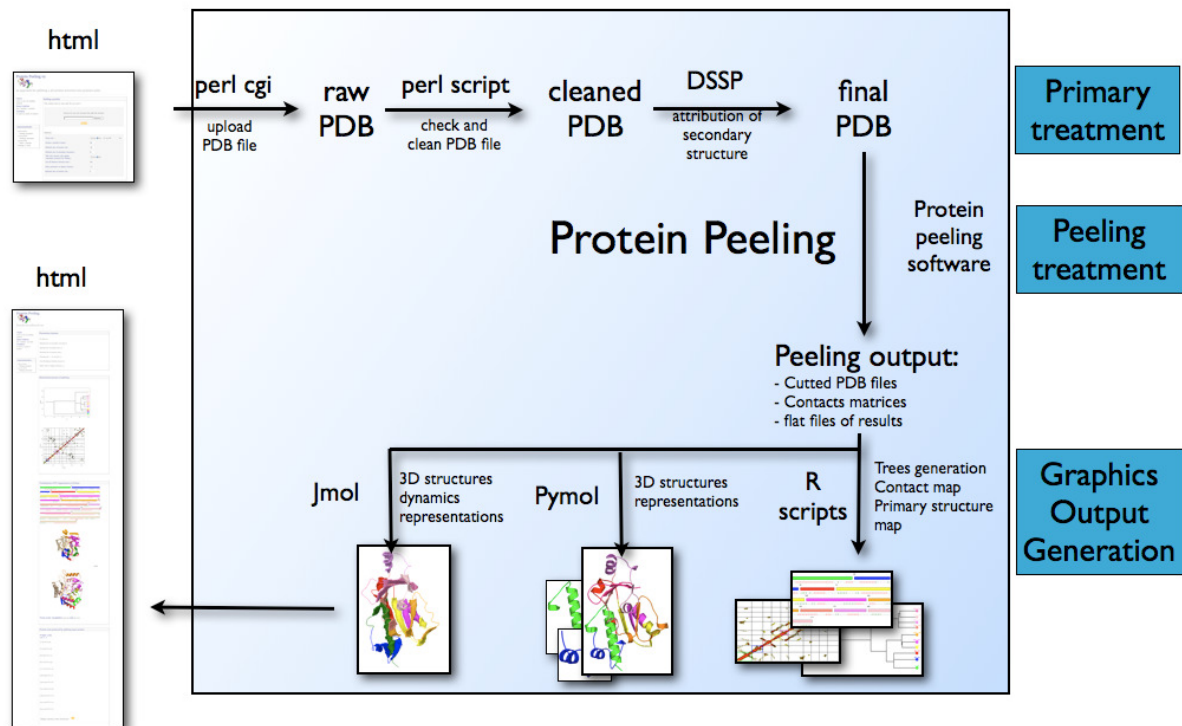 html
perl cgi
upload
PDB file
raw
PDB
perl script
check and
clean PDB file
cleaned
PDB
DSSP
attribution of
secondary
structure
final
PDB
Primary
treatment
Protein Peeling
Protein
peeling
software
Peeling
treatment
html
Peeling output:
- Cutted PDB files
- Contacts matrices
- flat files of results
Jmol
3D structures
dynamics
representations
Pymol
3D structures
representations
R
scripts
Trees generation
Contact map
Primary structure
map
Graphics
Output
Generation